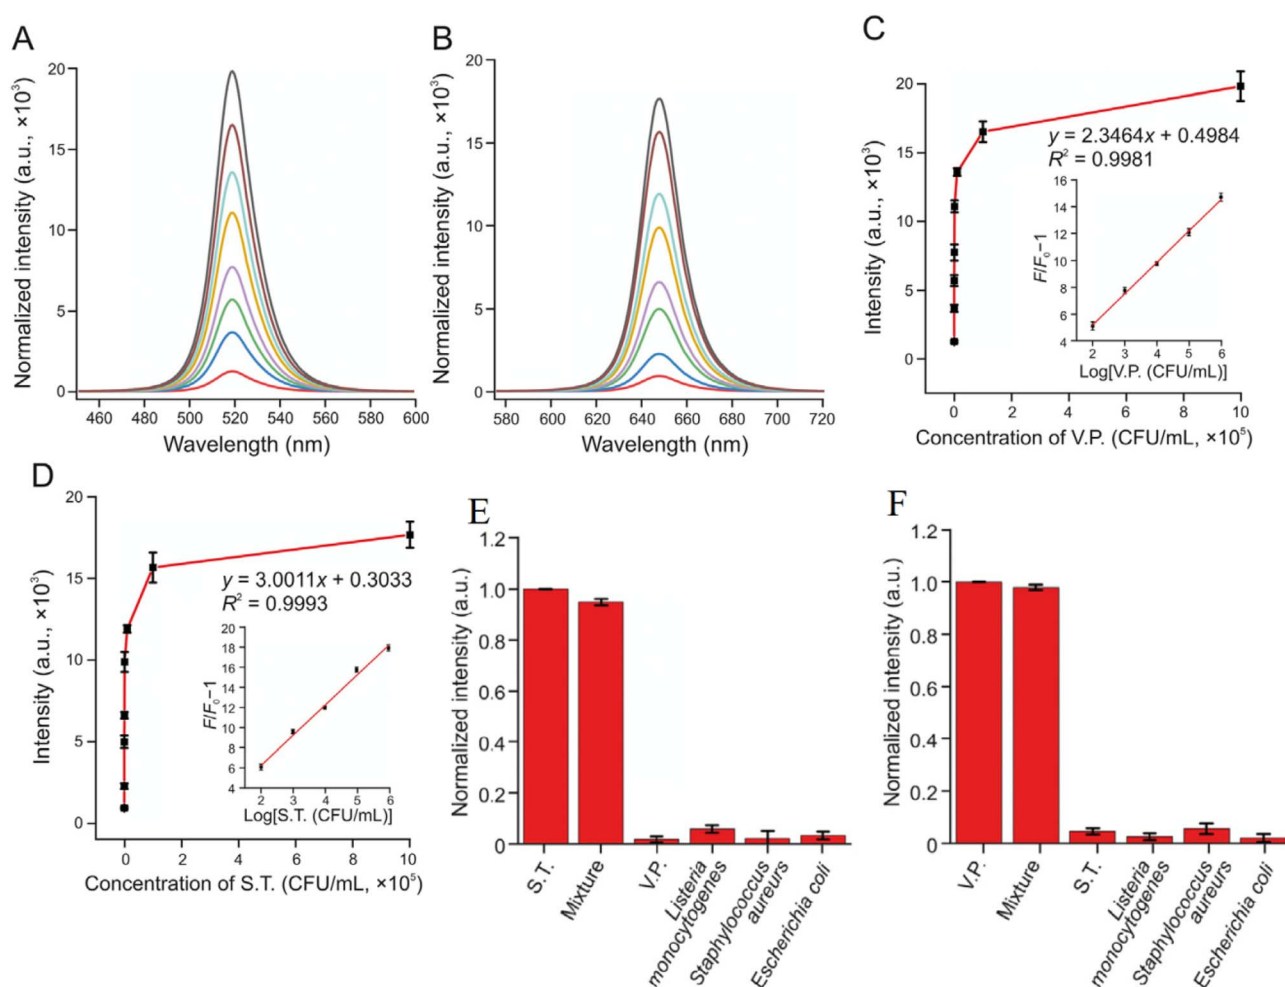 A
Normalized intensity (a.u., ×10³)
20
15
10
5
0
460 480 500 520 540 560 580 600
Wavelength (nm)
B
Normalized intensity (a.u., ×10³)
20
15
10
5
0
580 600 620 640 660 680 700 720
Wavelength (nm)
C
Intensity (a.u., ×10³)
20
15
10
5
0
y = 2.3464x + 0.4984
R² = 0.9981
F/F₀−1
16
14
12
10
8
6
4
2 3 4 5 6
Log[V.P. (CFU/mL)]
0 2 4 6 8 10
Concentration of V.P. (CFU/mL, ×10⁵)
D
Intensity (a.u., ×10³)
20
15
10
5
0
y = 3.0011x + 0.3033
R² = 0.9993
F/F₀−1
20
18
16
14
12
10
8
6
4
2 3 4 5 6
Log[S.T. (CFU/mL)]
0 2 4 6 8 10
Concentration of S.T. (CFU/mL, ×10⁵)
E
Normalized intensity (a.u.)
1.2
1.0
0.8
0.6
0.4
0.2
0
S.T.
Mixture
V.P.
Listeria
monocytogenes
Staphylococcus
aureurs
Escherichia coli
F
Normalized intensity (a.u.)
1.2
1.0
0.8
0.6
0.4
0.2
0
V.P.
Mixture
S.T.
Listeria
monocytogenes
Staphylococcus
aureurs
Escherichia coli